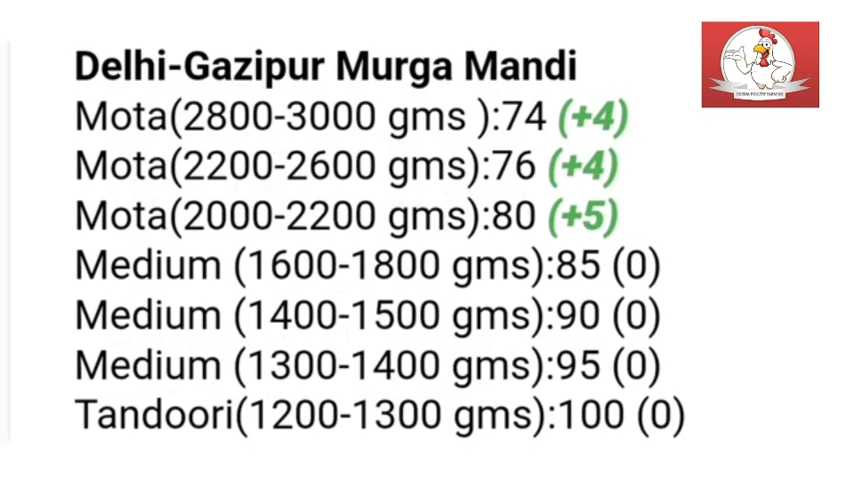 Delhi-Gazipur Murga Mandi
Mota(2800-3000 gms ):74 (+4)
Mota(2200-2600 gms):76 (+4)
Mota(2000-2200 gms):80 (+5)
Medium (1600-1800 gms):85 (0)
Medium (1400-1500 gms):90 (0)
Medium (1300-1400 gms):95 (0)
Tandoori(1200-1300 gms):100 (0)